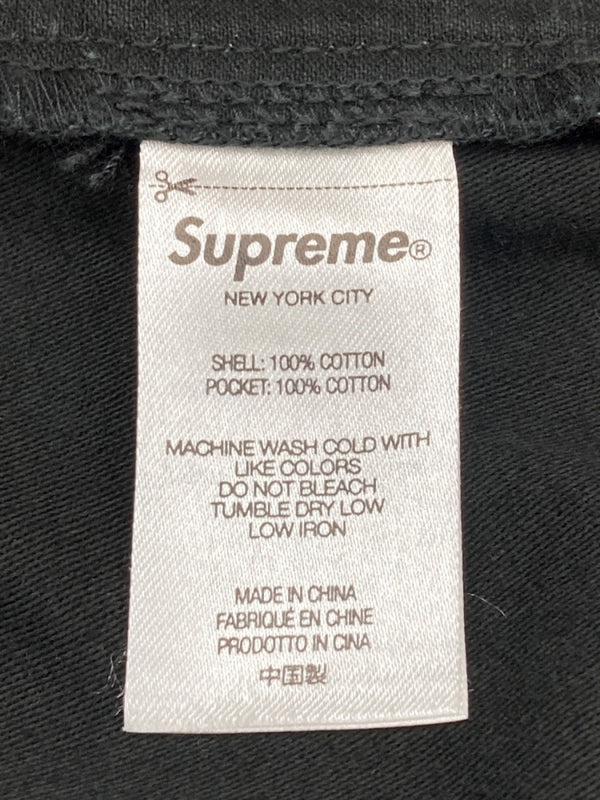 Supreme®
NEW YORK CITY
SHELL: 100% COTTON
POCKET: 100% COTTON
MACHINE WASH COLD WITH
LIKE COLORS
DO NOT BLEACH
TUMBLE DRY LOW
LOW IRON
MADE IN CHINA
FABRIQUÉ EN CHINE
PRODOTTO IN CINA
中国製